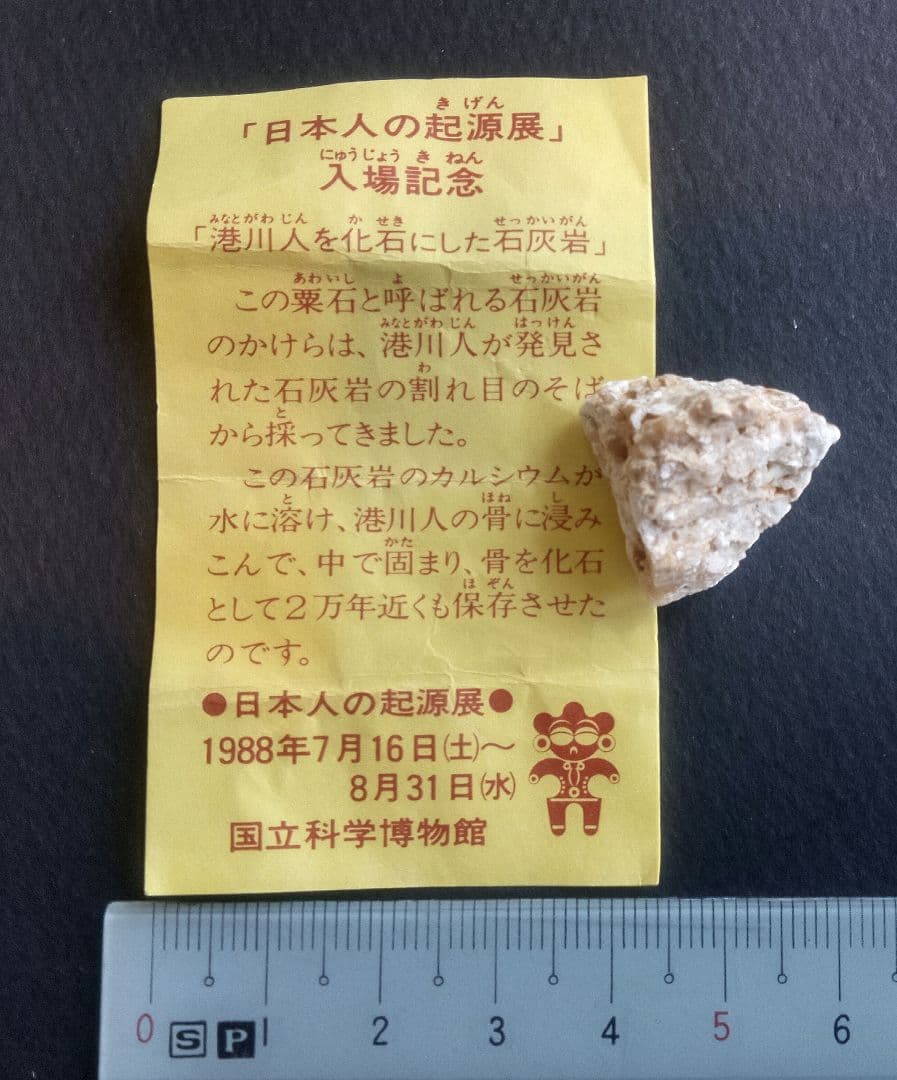 「日本人の起源展」
入場記念
「港川人を化石にした石灰岩」
この粟石と呼ばれる石灰岩
のかけらは、港川人が発見さ
れた石灰岩の割れ目のそば
から採ってきました。
この石灰岩のカルシウムが
水に溶け、港川人の骨に浸み
こんで、中で固まり、骨を化石
として2万年近くも保存させた
のです。
●日本人の起源展●
1988年7月16日(土)〜
8月31日(水)
国立科学博物館
0 S P 1 2 3 4 5 6